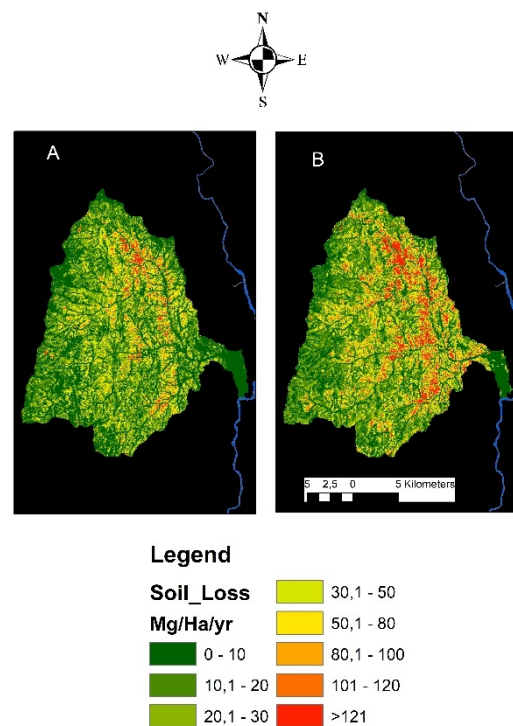 N
W E
S
A
B
5 2,5 0 5 Kilometers
Legend
Soil_Loss
Mg/Ha/yr
0 - 10
10,1 - 20
20,1 - 30
30,1 - 50
50,1 - 80
80,1 - 100
101 - 120
>121